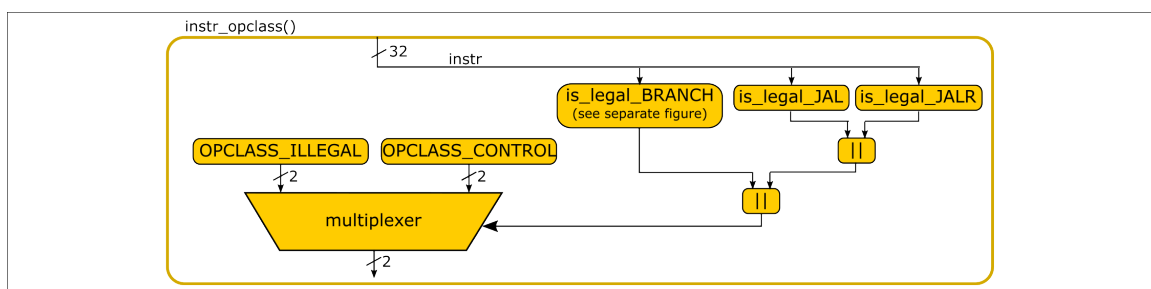 instr_opclass()
32
instr
is_legal_BRANCH
(see separate figure)
is_legal_JAL
is_legal_JALR
||
OPCLASS_ILLEGAL
OPCLASS_CONTROL
2
2
||
multiplexer
2